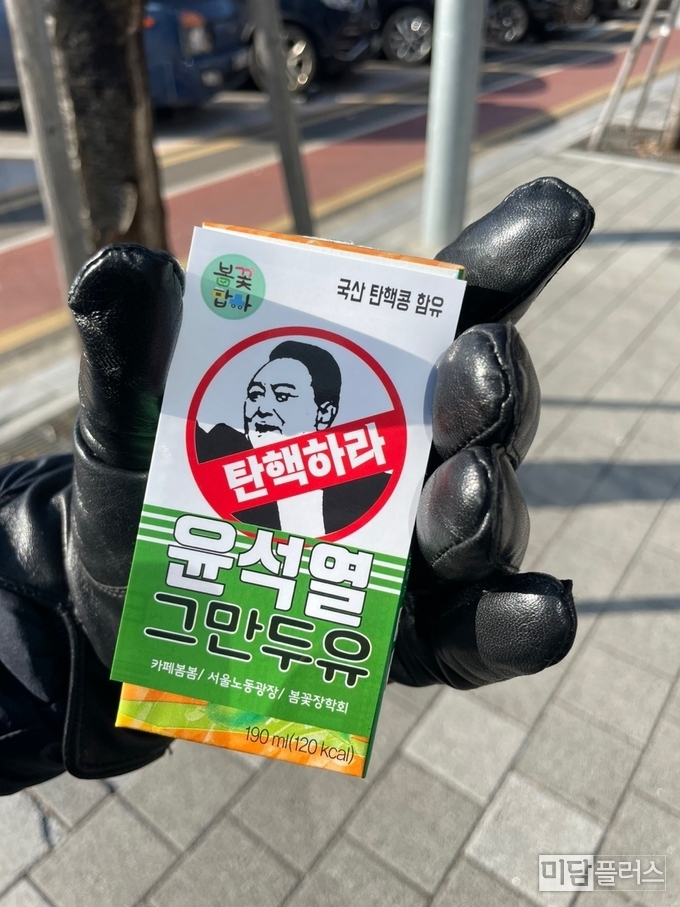 봄꽃
밥차
국산 탄핵콩 함유
탄핵하라
윤석열
그만두유
카페봄봄/ 서울노동광장/ 봄꽃장학회
190 ml(120 kcal)
미담플러스